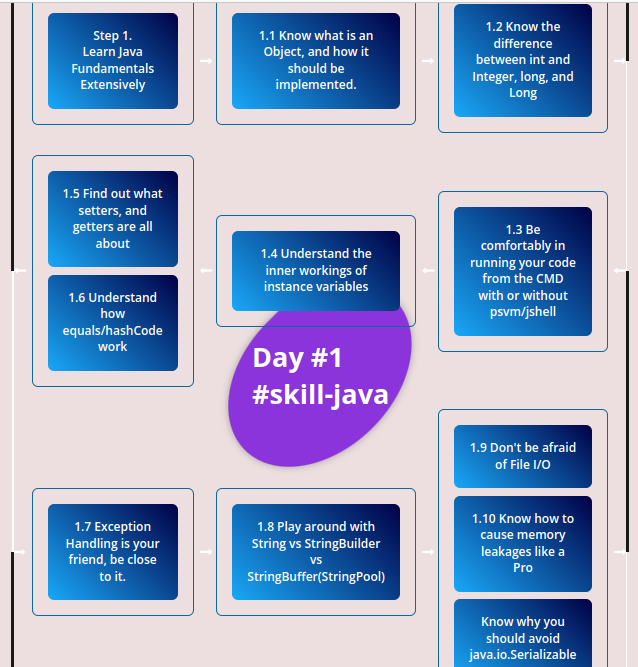 Step 1.
Learn Java
Fundamentals
Extensively
1.1 Know what is an
Object, and how it
should be
implemented.
1.2 Know the
difference
between int and
Integer, long, and
Long
1.3 Be
comfortably in
running your code
from the CMD
with or without
psvm/jshell
1.4 Understand the
inner workings of
instance variables
1.5 Find out what
setters, and
getters are all
about
1.6 Understand
how
equals/hashCode
work
Day #1
#skill-java
1.7 Exception
Handling is your
friend, be close
to it.
1.8 Play around with
String vs StringBuilder
vs
StringBuffer(StringPool)
1.9 Don't be afraid
of File I/O
1.10 Know how to
cause memory
leakages like a
Pro
Know why you
should avoid
java.io.Serializable